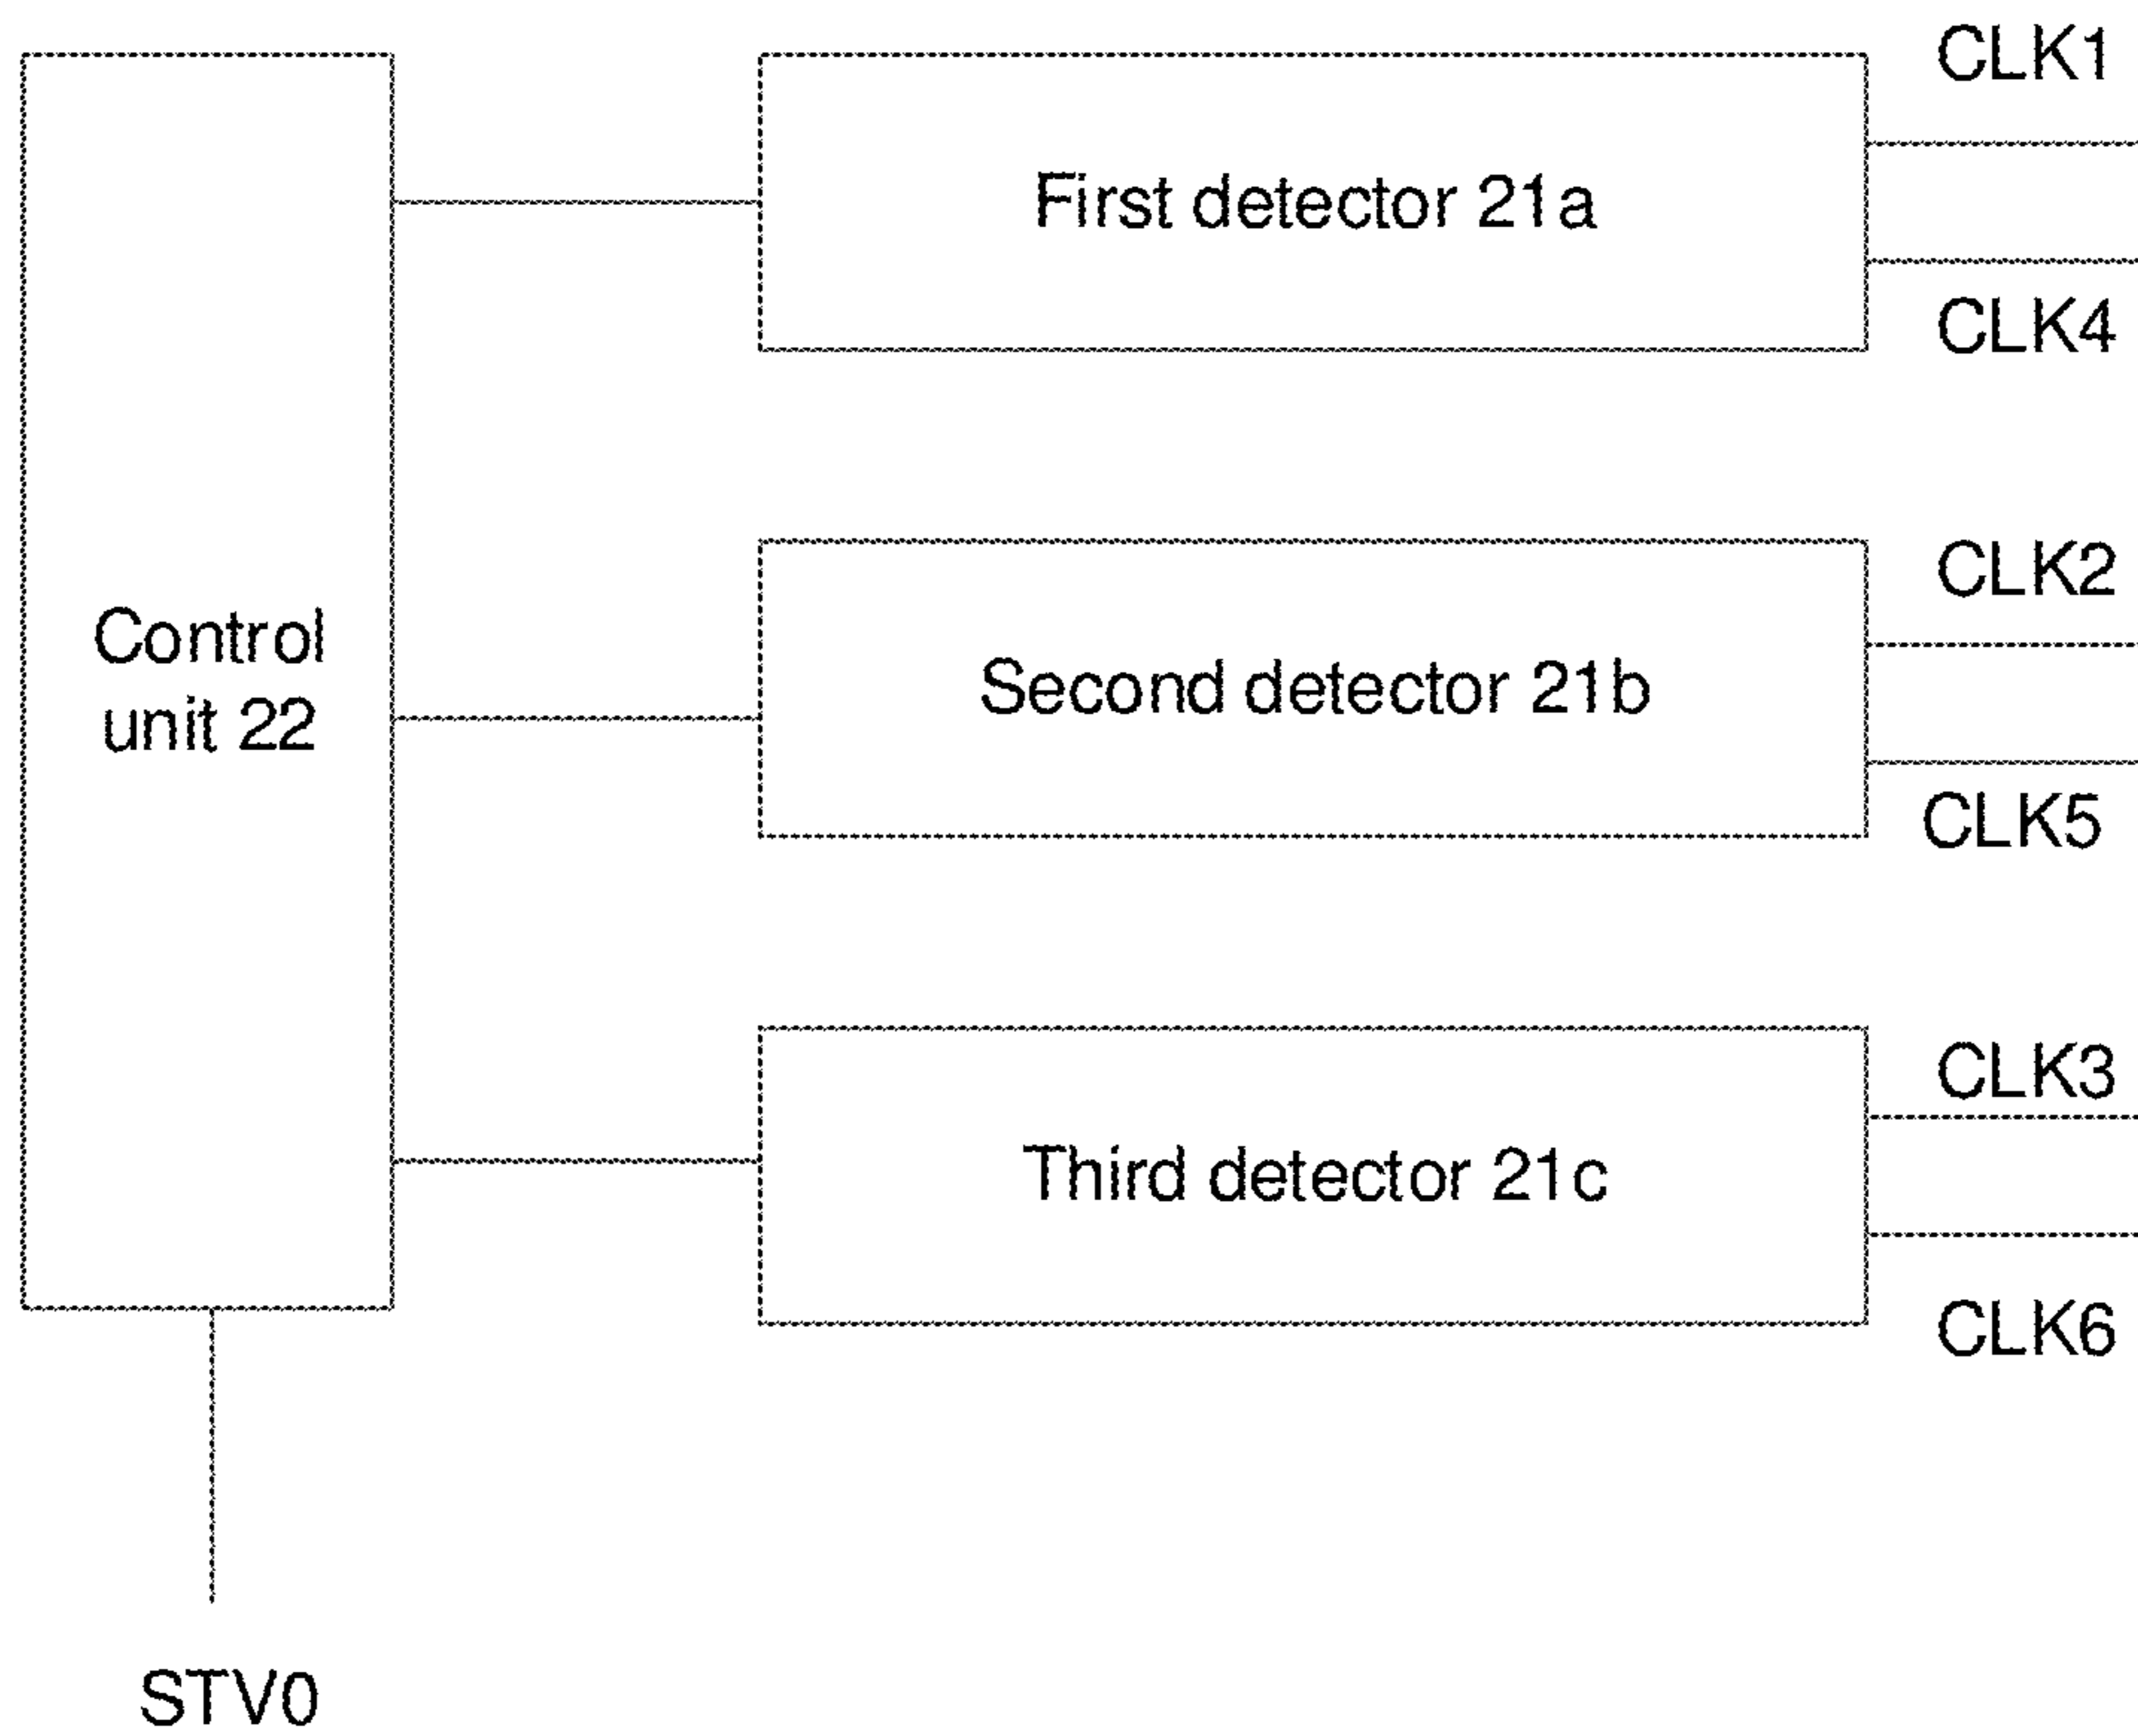 CLK1
First detector 21a
CLK4
CLK2
Control
unit 22
Second detector 21b
CLK5
CLK3
Third detector 21c
CLK6
STV0